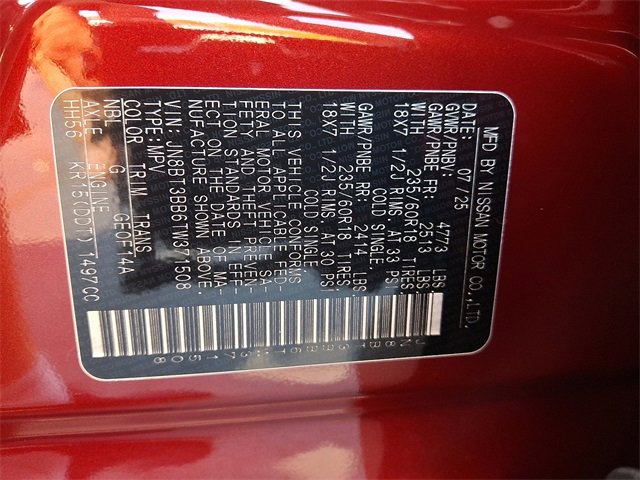 MFD BY NISSAN MOTOR CO.,LTD.
DATE: 07/25
GVWR/PNBV: 4773 LBS
GAWR/PNBE FR: 2513 LBS
WITH 235/60R18 TIRES
18X7 1/2J RIMS, AT 33 PSI
COLD SINGLE
GAWR/PNBE RR: 2414 LBS
WITH 235/60R18 TIRES
18X7 1/2J RIMS, AT 30 PSI
COLD SINGLE
THIS VEHICLE CONFORMS
TO ALL APPLICABLE FED-
ERAL MOTOR VEHICLE SA-
FETY AND THEFT PREVEN-
TION STANDARDS IN EFF-
ECT ON THE DATE OF MA-
NUFACTURE SHOWN ABOVE.
VIN: JN8BT3BB6TW371508
TYPE: MPV
COLOR TRIM TRANS
NBL G GE0F14A
AXLE ENGINE
HH56 KR15(DDT) 1497CC
JN8BT3BB6TW371508